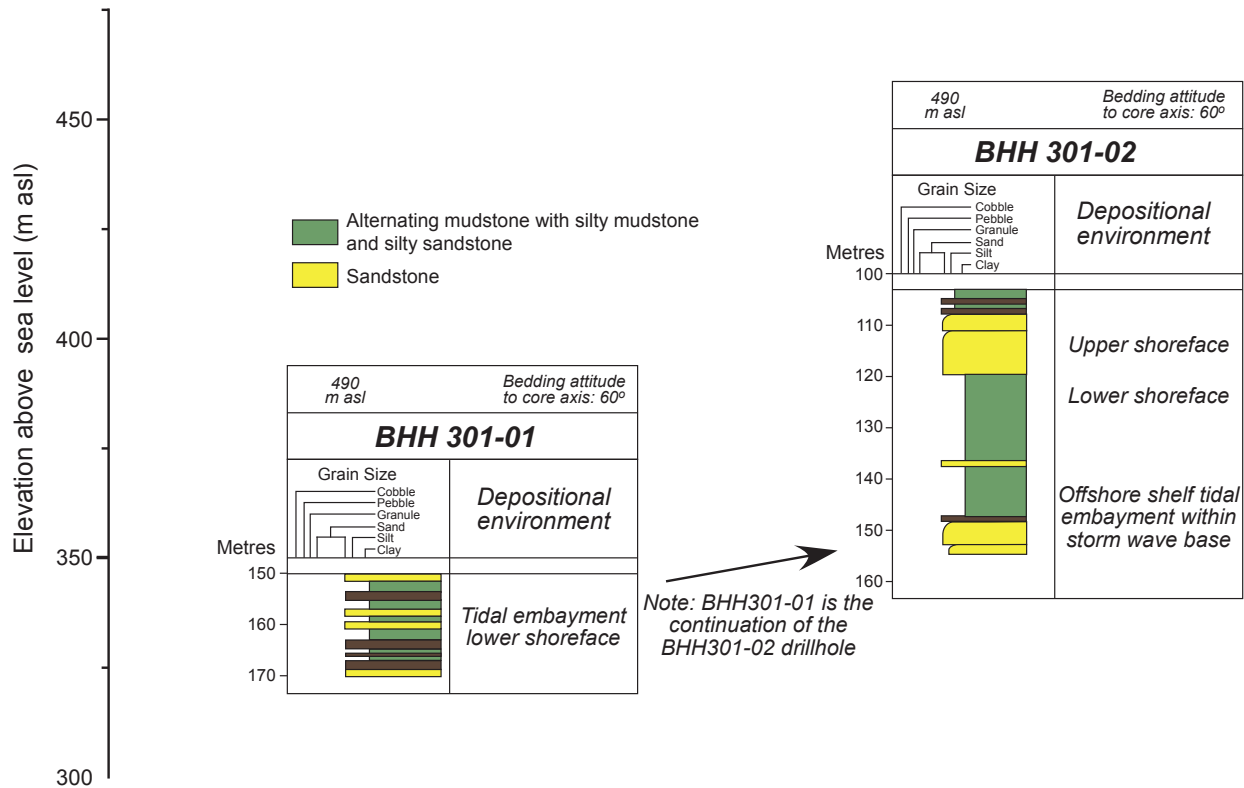 Elevation above sea level (m asl)
450
400
350
300
Alternating mudstone with silty mudstone
and silty sandstone
Sandstone
490
m asl
Bedding attitude
to core axis: 60º
BHH 301-01
Grain Size
Cobble
Pebble
Granule
Sand
Silt
Clay
Metres
Depositional
environment
150
160
170
Tidal embayment
lower shoreface
Note: BHH301-01 is the
continuation of the
BHH301-02 drillhole
490
m asl
Bedding attitude
to core axis: 60º
BHH 301-02
Grain Size
Cobble
Pebble
Granule
Sand
Silt
Clay
Metres
Depositional
environment
100
110
120
130
140
150
160
Upper shoreface
Lower shoreface
Offshore shelf tidal
embayment within
storm wave base